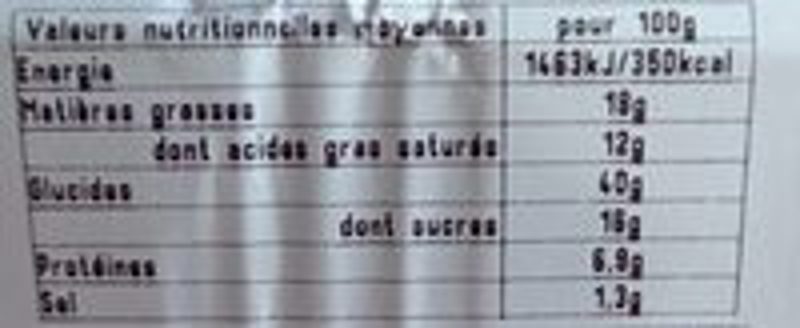 Valeurs nutritionnelles moyennes pour 100g
Energie /350kcal
Matières grasses 18g
dont acides gras saturés 12g
Glucides 40g
dont sucres 16g
Protéines 6.9g
Sel 1.3g